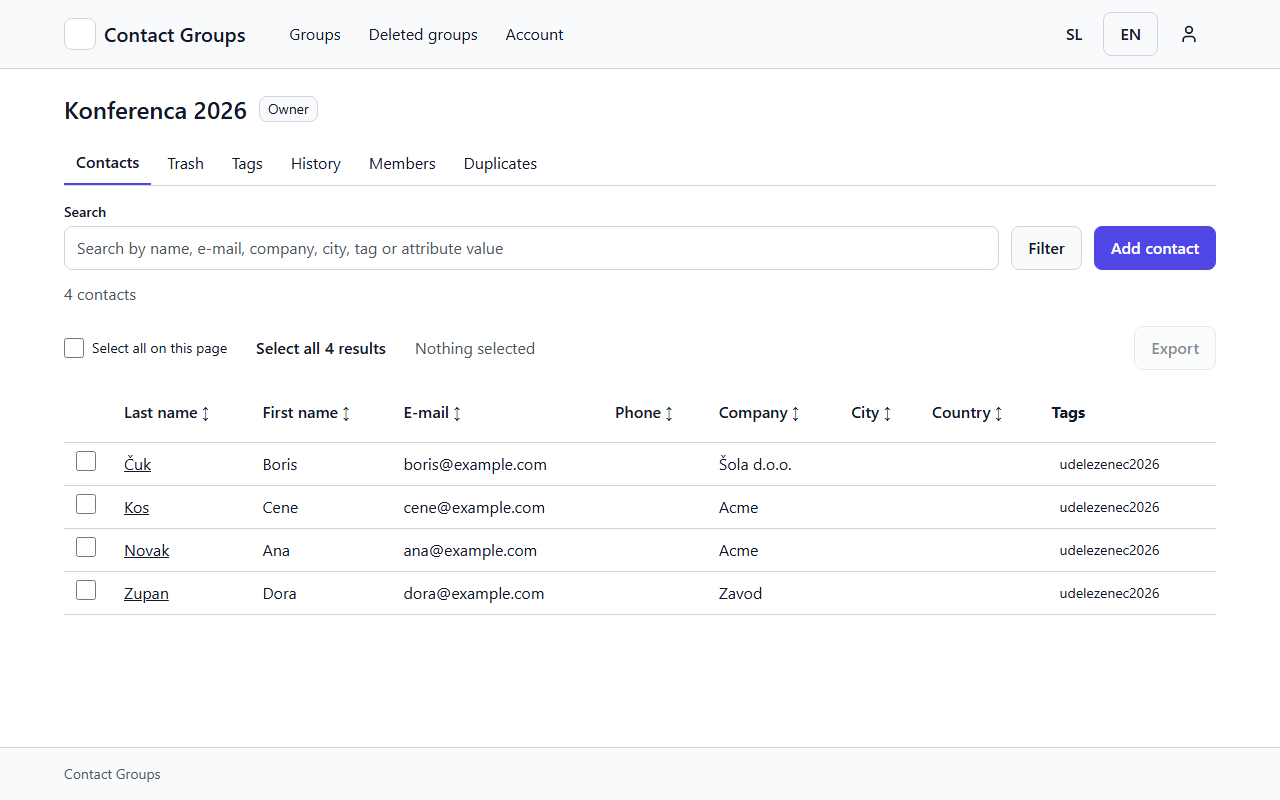 Contact Groups Groups Deleted groups Account SL EN
Konferenca 2026 Owner
Contacts Trash Tags History Members Duplicates
Search
Search by name, e-mail, company, city, tag or attribute value Filter Add contact
4 contacts
Select all on this page Select all 4 results Nothing selected Export
Last name ↕ First name ↕ E-mail ↕ Phone ↕ Company ↕ City ↕ Country ↕ Tags
Čuk Boris boris@example.com Šola d.o.o. udelezenec2026
Kos Cene cene@example.com Acme udelezenec2026
Novak Ana ana@example.com Acme udelezenec2026
Zupan Dora dora@example.com Zavod udelezenec2026
Contact Groups